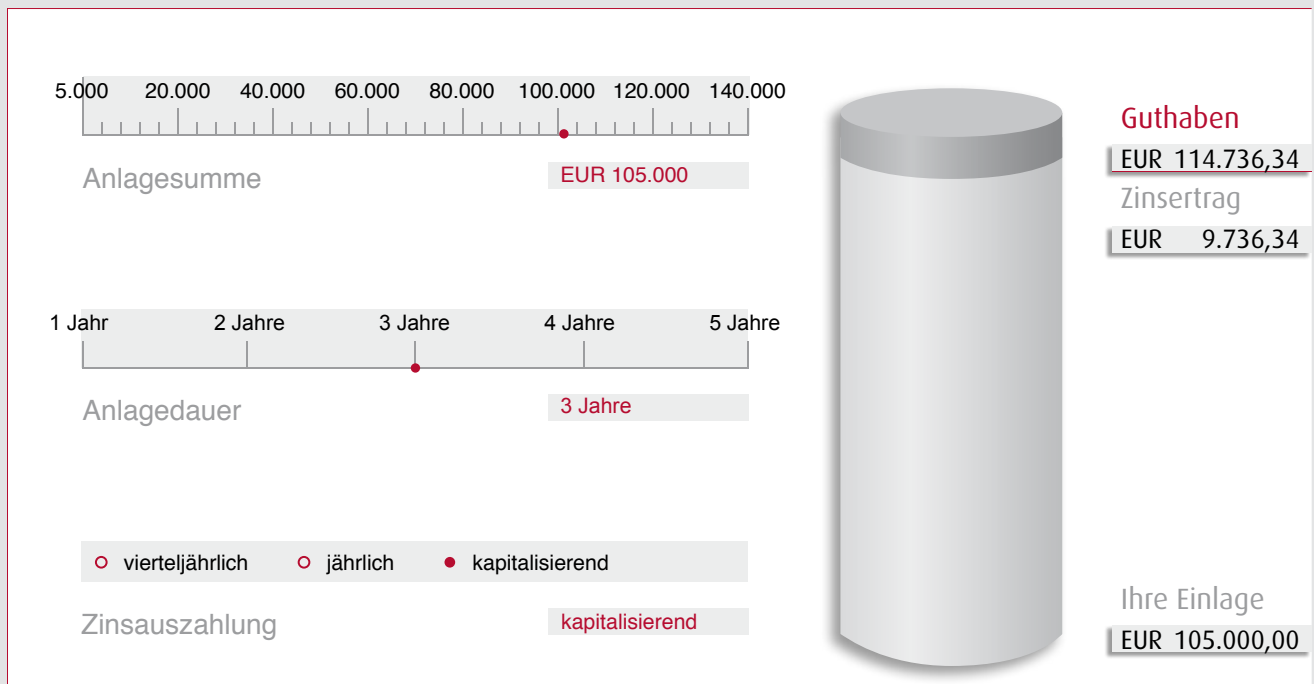 5.000 20.000 40.000 60.000 80.000 100.000 120.000 140.000
Anlagesumme
EUR 105.000
1 Jahr 2 Jahre 3 Jahre 4 Jahre 5 Jahre
Anlagedauer
3 Jahre
vierteljährlich jährlich kapitalisierend
Zinsauszahlung
kapitalisierend
Guthaben
EUR 114.736,34
Zinsertrag
EUR 9.736,34
Ihre Einlage
EUR 105.000,00